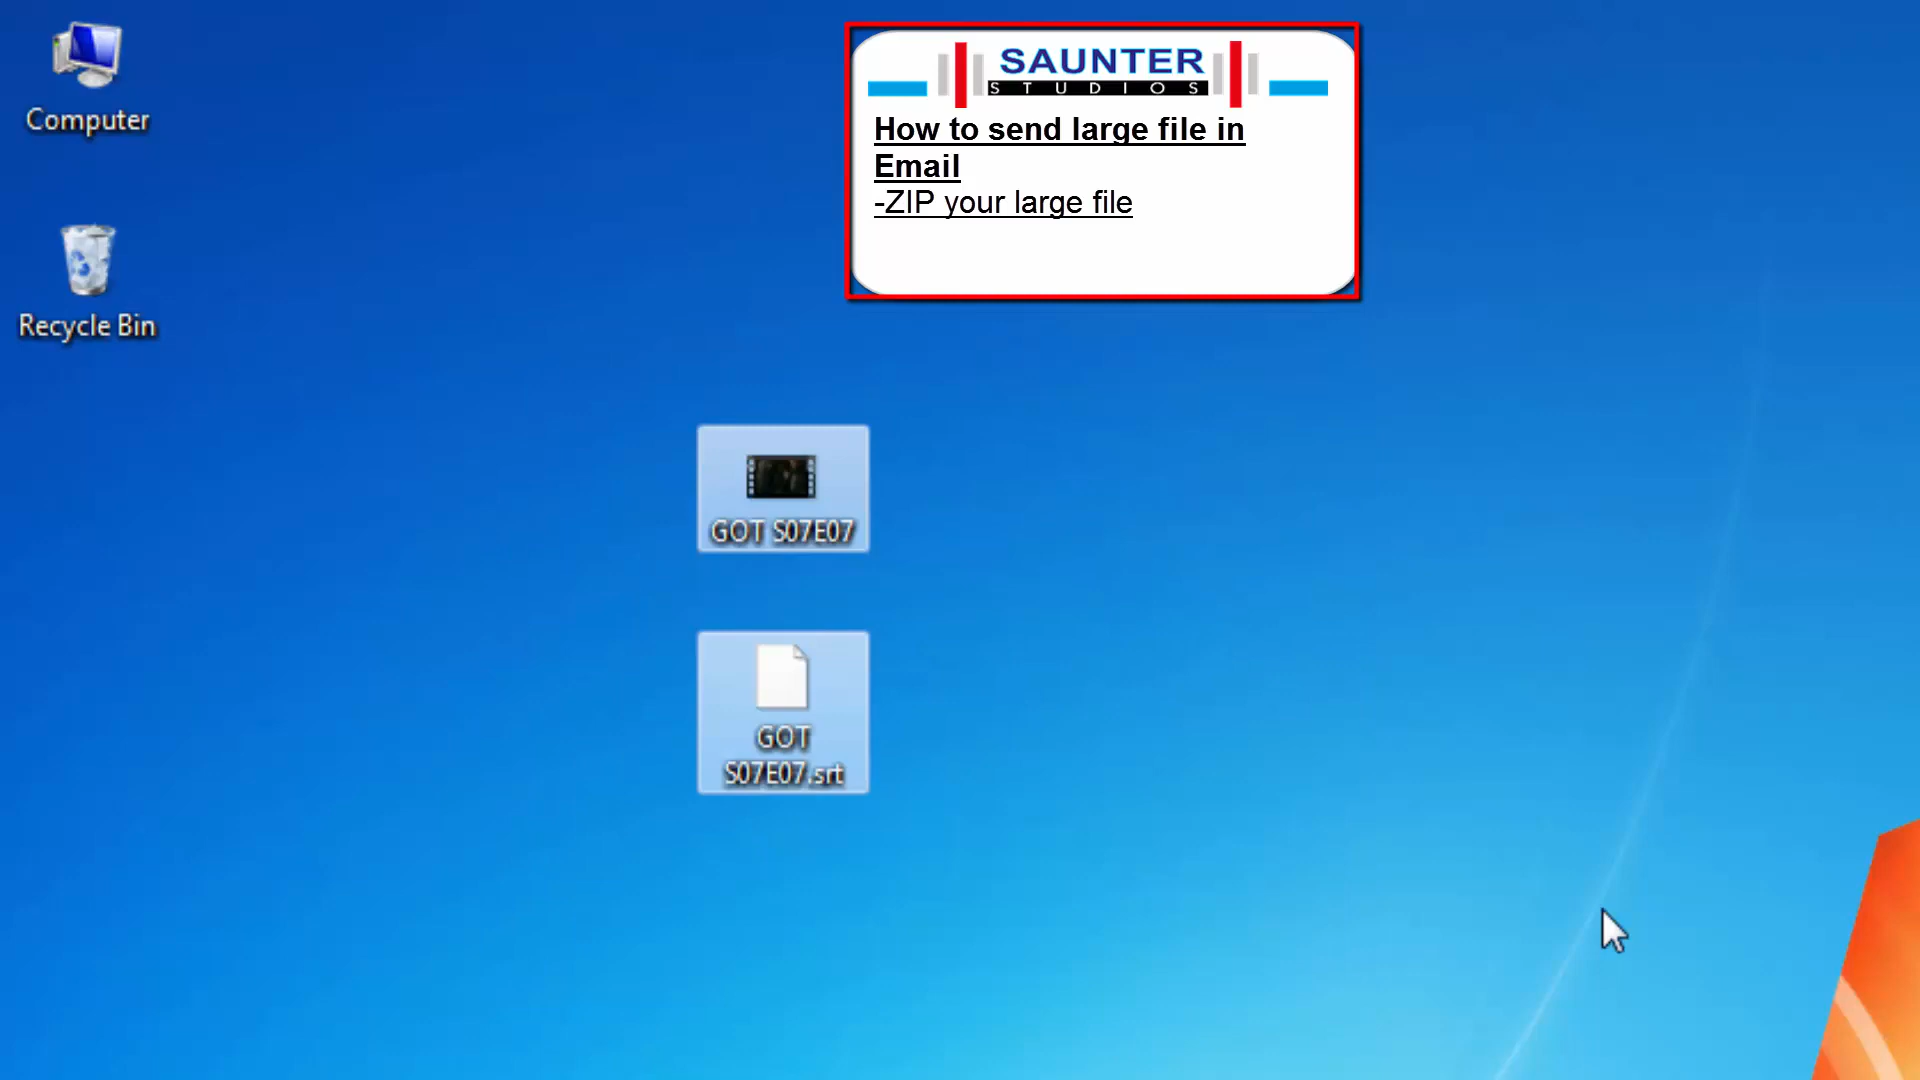 Computer
Recycle Bin
SAUNTER
STUDIOS
How to send large file in
Email
-ZIP your large file
GOT S07E07
GOT
S07E07.srt